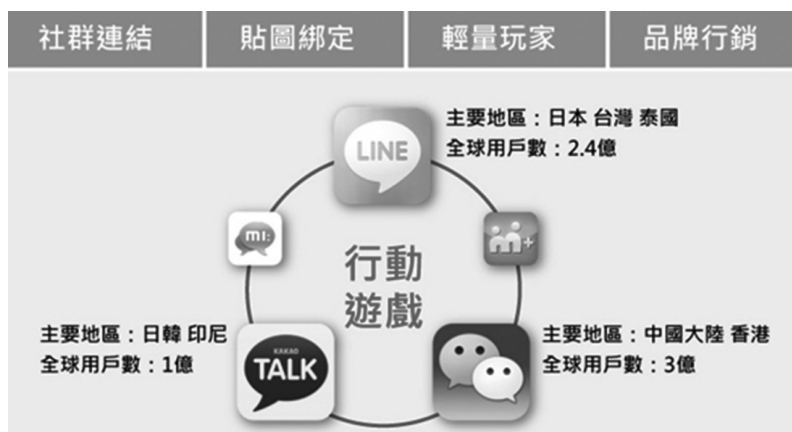 社群連結
貼圖綁定
輕量玩家
品牌行銷
主要地區：日本 台灣 泰國
全球用戶數：2.4億
LINE
mi:
m+
行動
遊戲
主要地區：日韓 印尼
全球用戶數：1億
KAKAO
TALK
主要地區：中國大陸 香港
全球用戶數：3億